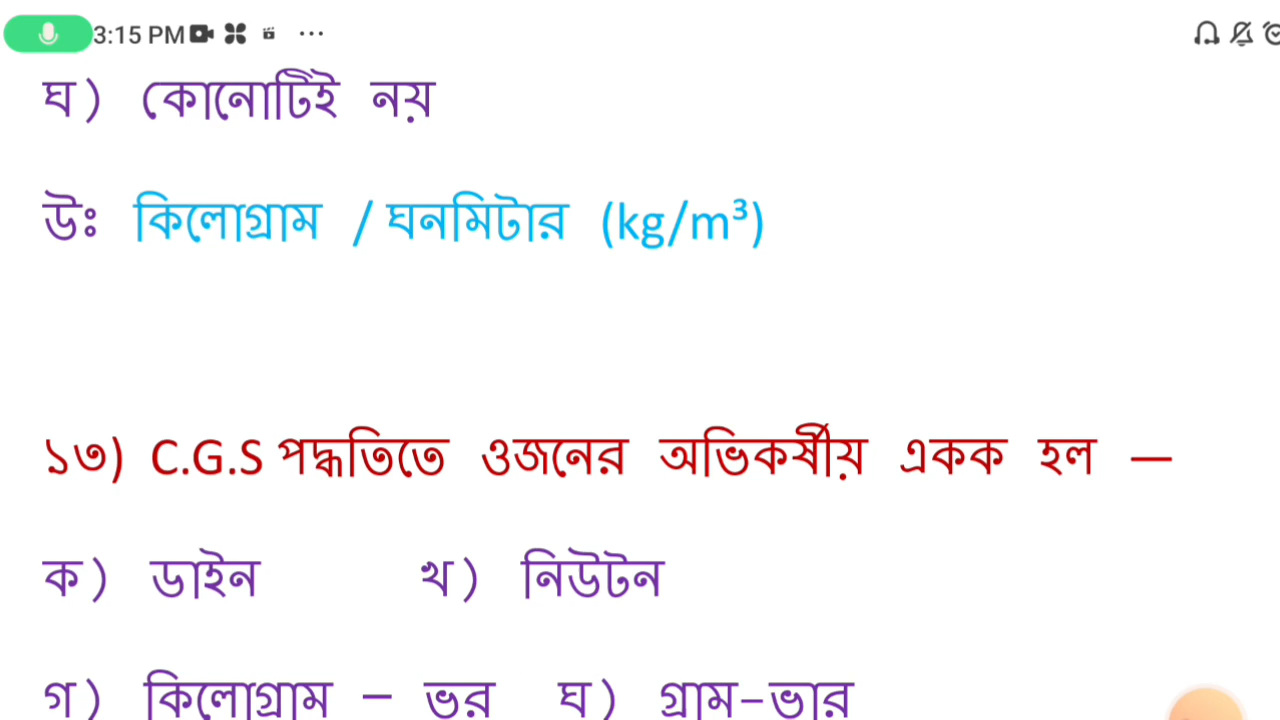 3:15 PM
ঘ) কোনোটিই নয়
উঃ কিলোগ্রাম / ঘনমিটার (kg/m³)
১৩) C.G.S পদ্ধতিতে ওজনের অভিকর্ষীয় একক হল —
ক) ডাইন খ) নিউটন
গ) কিলোগ্রাম – ভর ঘ) গ্রাম-ভার